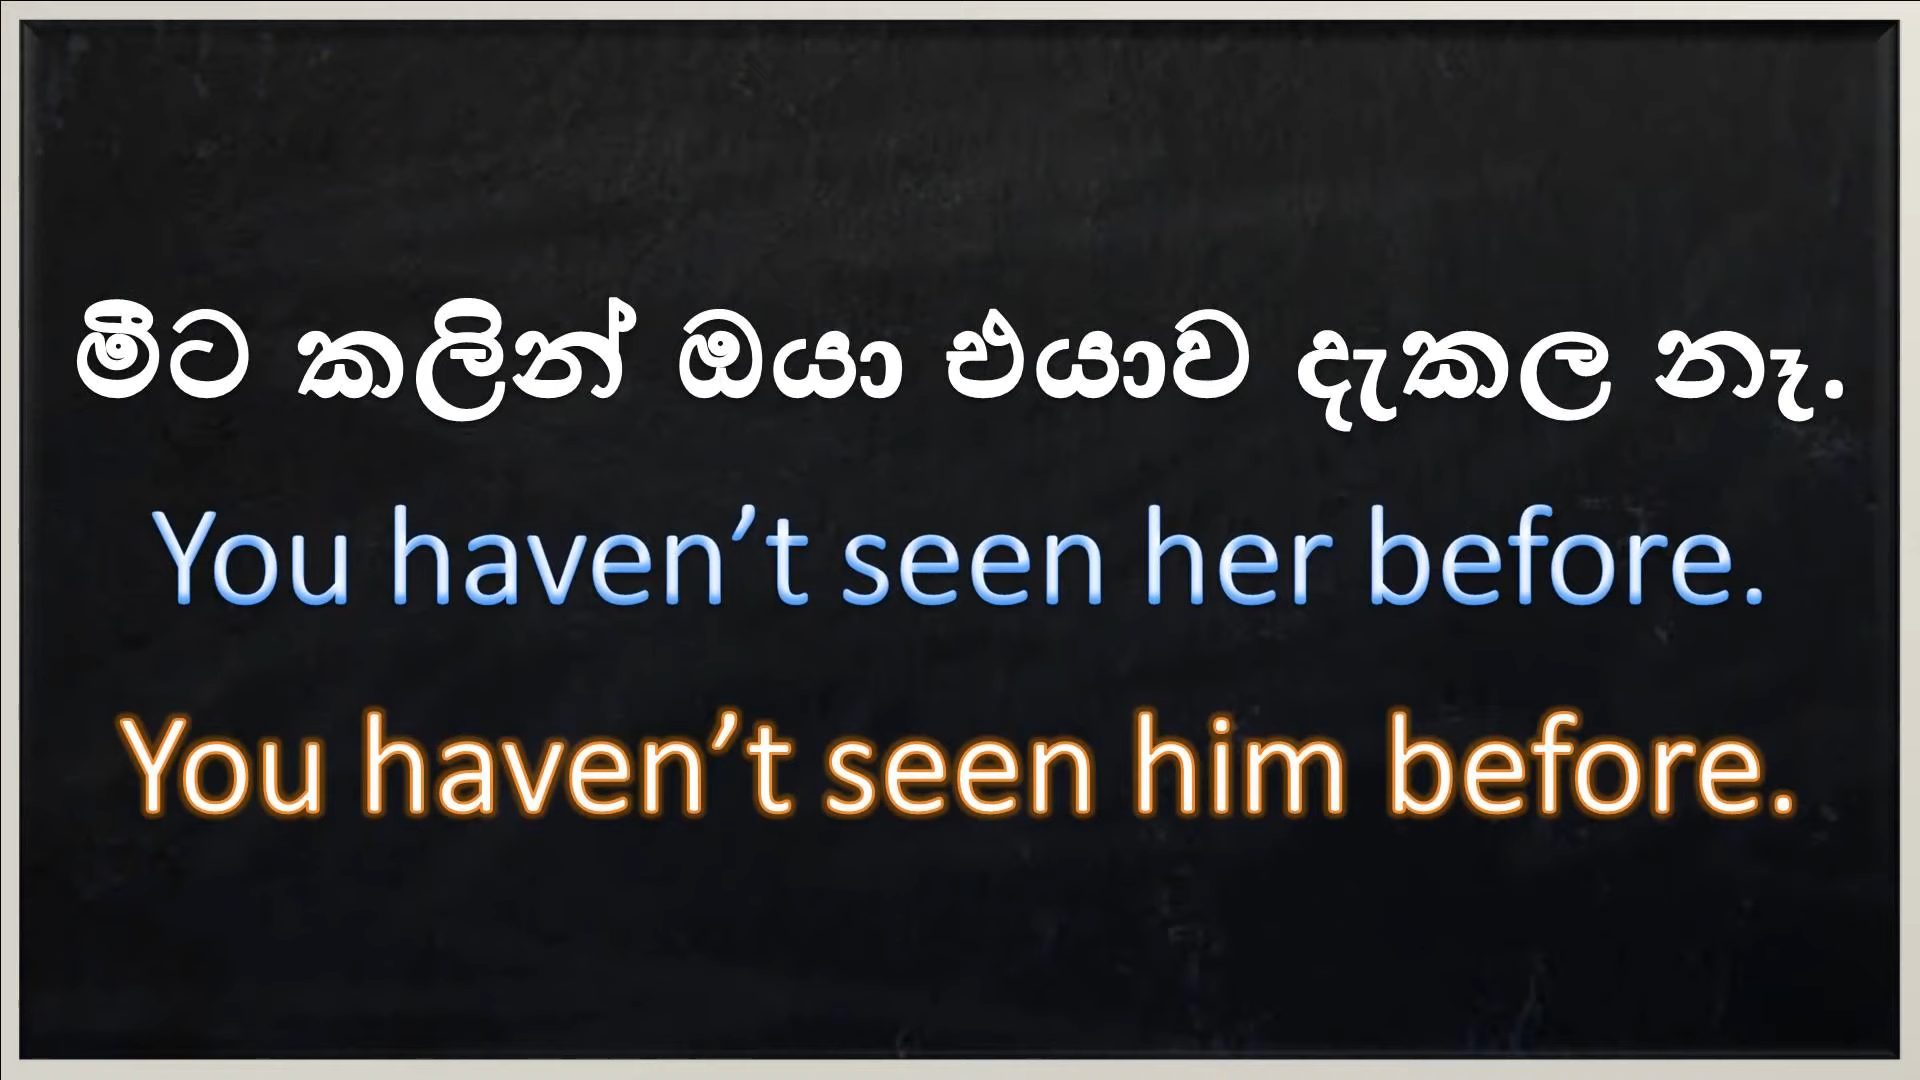 මීට කලින් ඔයා එයාව දැකල නෑ.
You haven’t seen her before.
You haven’t seen him before.